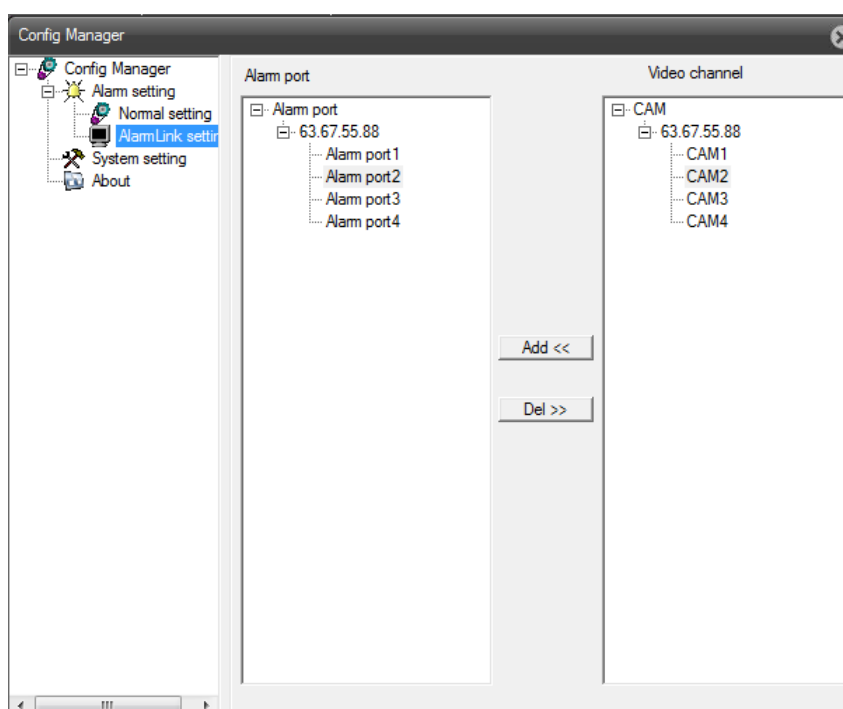 Config Manager
Config Manager
Alarm setting
Normal setting
AlarmLink settin
System setting
About
Alarm port
Alarm port
63.67.55.88
Alarm port1
Alarm port2
Alarm port3
Alarm port4
Add <<
Del >>
Video channel
CAM
63.67.55.88
CAM1
CAM2
CAM3
CAM4